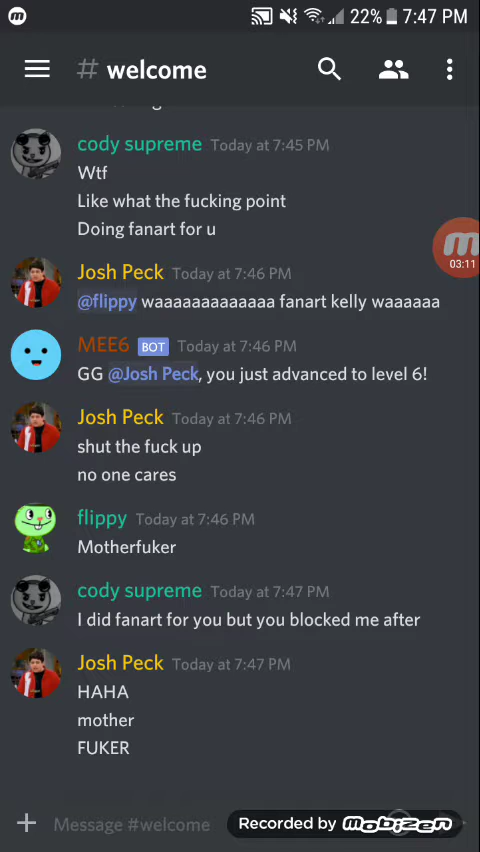 22% 7:47 PM
# welcome
cody supreme Today at 7:45 PM
Wtf
Like what the fucking point
Doing fanart for u
03:11
Josh Peck Today at 7:46 PM
@flippy waaaaaaaaaaaaa fanart kelly waaaaaa
MEE6 BOT Today at 7:46 PM
GG @Josh Peck, you just advanced to level 6!
Josh Peck Today at 7:46 PM
shut the fuck up
no one cares
flippy Today at 7:46 PM
Motherfuker
cody supreme Today at 7:47 PM
I did fanart for you but you blocked me after
Josh Peck Today at 7:47 PM
HAHA
mother
FUKER
Message #welcome
Recorded by mobizen